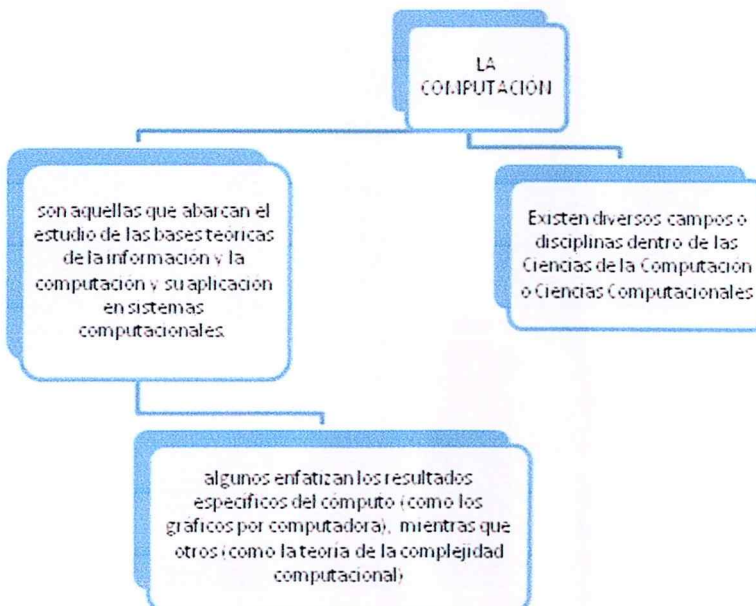 LA
COMPUTACIÓN
son aquellas que abarcan el
estudio de las bases teóricas
de la información y la
computación y su aplicación
en sistemas
computacionales.
Existen diversos campos o
disciplinas dentro de las
Ciencias de la Computación
o Ciencias Computacionales
algunos enfatizan los resultados
específicos del cómputo (como los
gráficos por computadora), mientras que
otros (como la teoría de la complejidad
computacional)